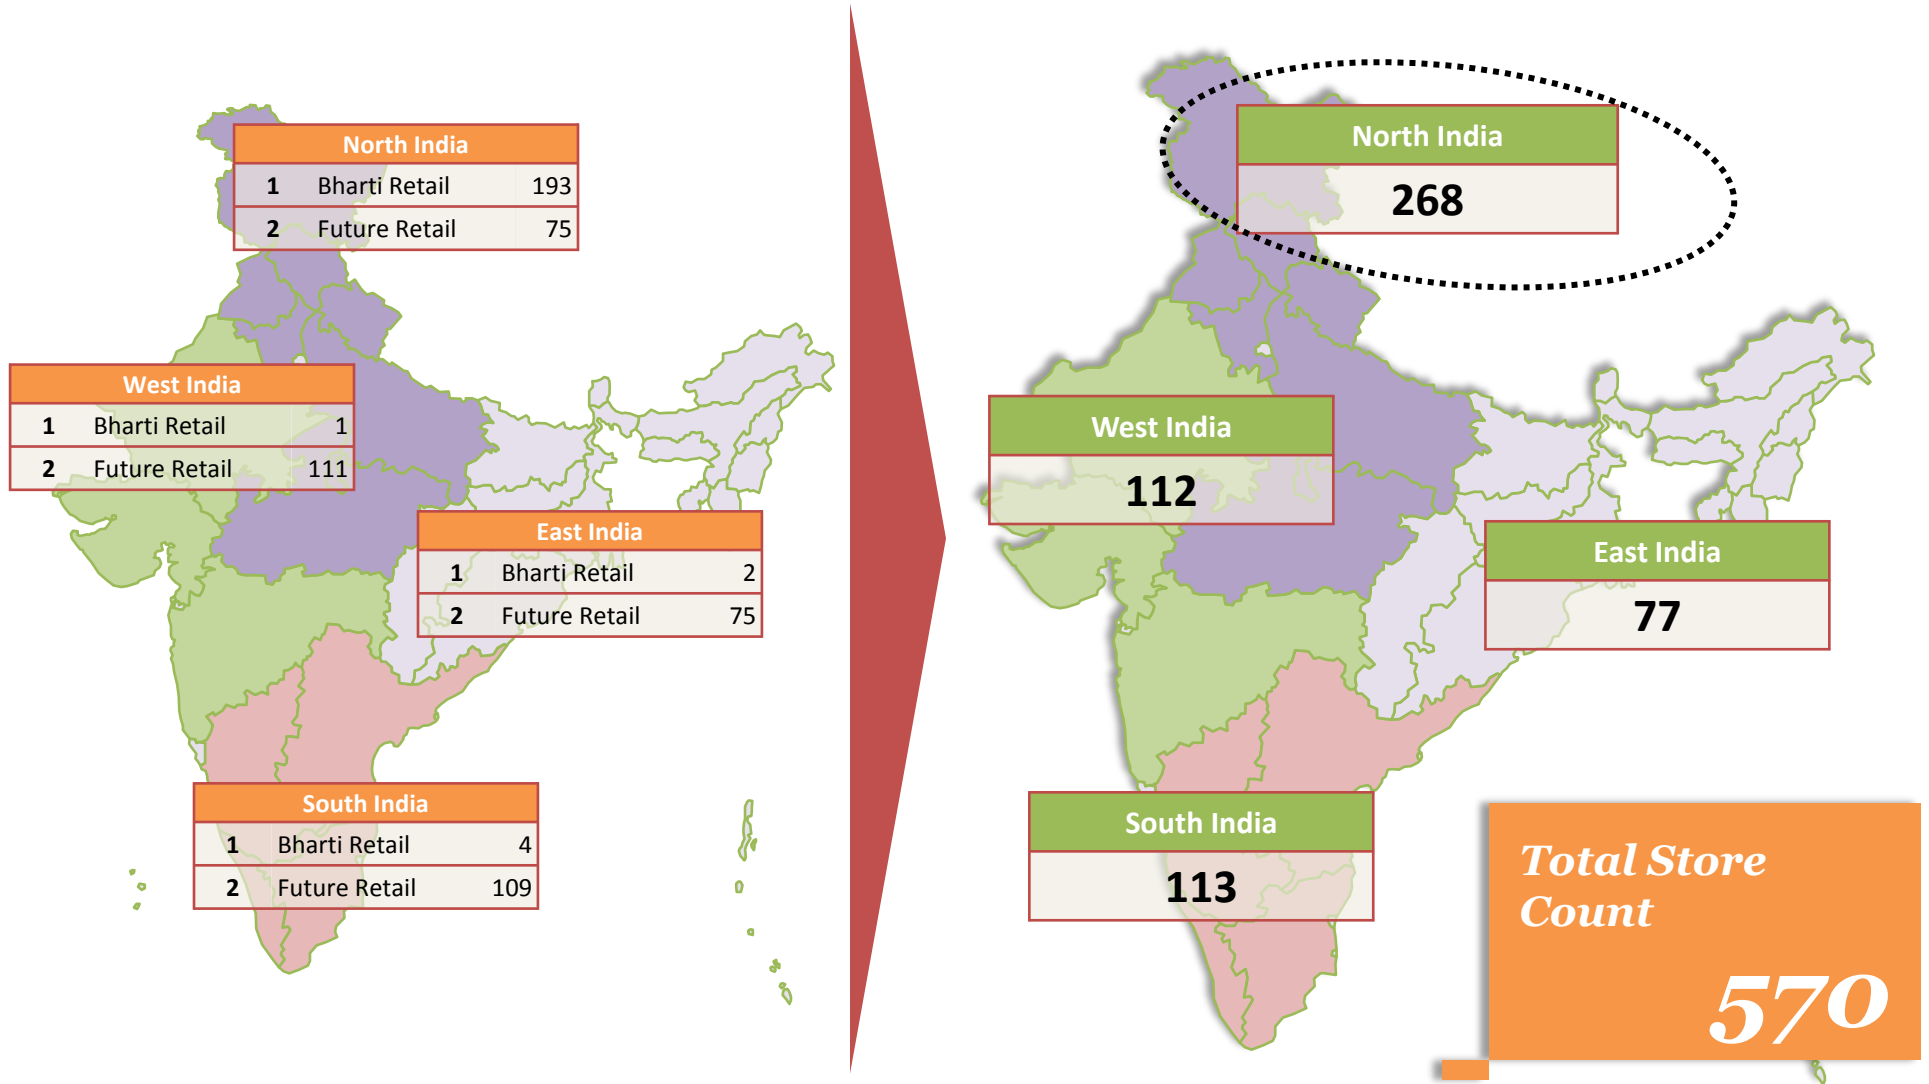 North India
1 Bharti Retail 193
2 Future Retail 75
West India
1 Bharti Retail 1
2 Future Retail 111
East India
1 Bharti Retail 2
2 Future Retail 75
South India
1 Bharti Retail 4
2 Future Retail 109
North India
268
West India
112
East India
77
South India
113
Total Store
Count
570